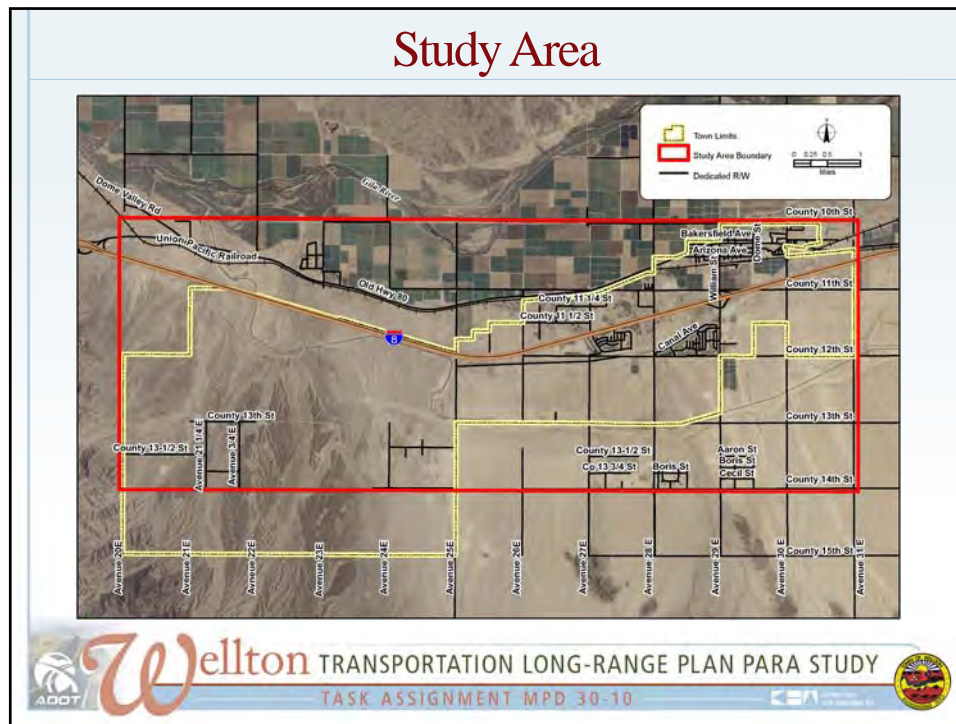 Study Area
Town Limits
Study Area Boundary
Dedicated R/W
0 0.25 0.5 1
Miles
Gila River
Dome Valley Rd
Union Pacific Railroad
Old Hwy 80
8
County 10th St
Bakersfield Ave
Arizona Ave
Dome St
William St
County 11th St
County 11 1/4 St
County 11 1/2 St
Canal Ave
County 12th St
County 13th St
County 13th St
County 13-1/2 St
Avenue 21 1/4 E
Avenue 3/4 E
County 13-1/2 St
Co 13 3/4 St
Boris St
Aaron St
Boris St
Cecil St
County 14th St
County 15th St
Avenue 20E
Avenue 21E
Avneue 22E
Avenue 23E
Avenue 24E
Avenue 25E
Avenue 26E
Avenue 27E
Avenue 28 E
Avenue 29 E
Avenue 30 E
Avenue 31 E
ADOT
Wellton TRANSPORTATION LONG-RANGE PLAN PARA STUDY
TASK ASSIGNMENT MPD 30-10